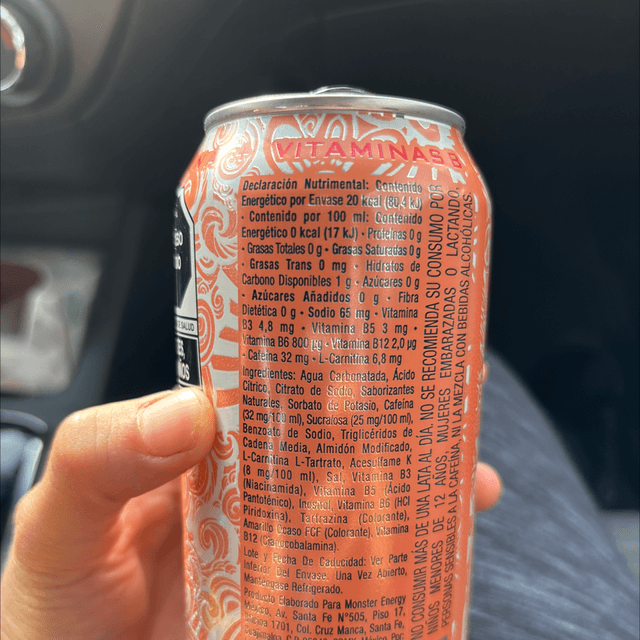 VITAMINAS B
Declaración Nutrimental: Contenido
Energético por Envase 20 kcal (86,4 kJ)
• Contenido por 100 ml: Contenido
Energético 0 kcal (17 kJ) • Proteínas 0 g
• Grasas Totales 0 g • Grasas Saturadas 0 g
• Grasas Trans 0 mg • Hidratos de
Carbono Disponibles 1 g • Azúcares 0 g
• Azúcares Añadidos 0 g • Fibra
Dietética 0 g • Sodio 65 mg • Vitamina
B3 4,8 mg • Vitamina B5 3 mg •
Vitamina B6 800 µg • Vitamina B12 2,0 µg
• Cafeína 32 mg • L-Carnitina 6,8 mg
Ingredientes: Agua Carbonatada, Ácido
Cítrico, Citrato de Sodio, Saborizantes
Naturales, Sorbato de Potasio, Cafeína
(32 mg/100 ml), Sucralosa (25 mg/100 ml),
Benzoato de Sodio, Triglicéridos de
Cadena Media, Almidón Modificado,
L-Carnitina L-Tartrato, Acesulfame K
(8 mg/100 ml), Sal, Vitamina B3
(Niacinamida), Vitamina B5 (Ácido
Pantoténico), Inositol, Vitamina B6 (HCl
Piridoxina), Tartrazina (Colorante),
Amarillo Ocaso FCF (Colorante), Vitamina
B12 (Cianocobalamina).
Lote y Fecha De Caducidad: Ver Parte
Inferior Del Envase. Una Vez Abierto,
Manténgase Refrigerado.
Producto Elaborado Para Monster Energy
México, Av. Santa Fe N°505, Piso 17,
1701, Col. Cruz Manca, Santa Fe,
México Por:
NO CONSUMIR MÁS DE UNA LATA AL DÍA. NO SE RECOMIENDA SU CONSUMO POR
NIÑOS MENORES DE 12 AÑOS, MUJERES EMBARAZADAS O LACTANDO,
PERSONAS SENSIBLES A LA CAFEÍNA, NI LA MEZCLA CON BEBIDAS ALCOHÓLICAS.
SALUD